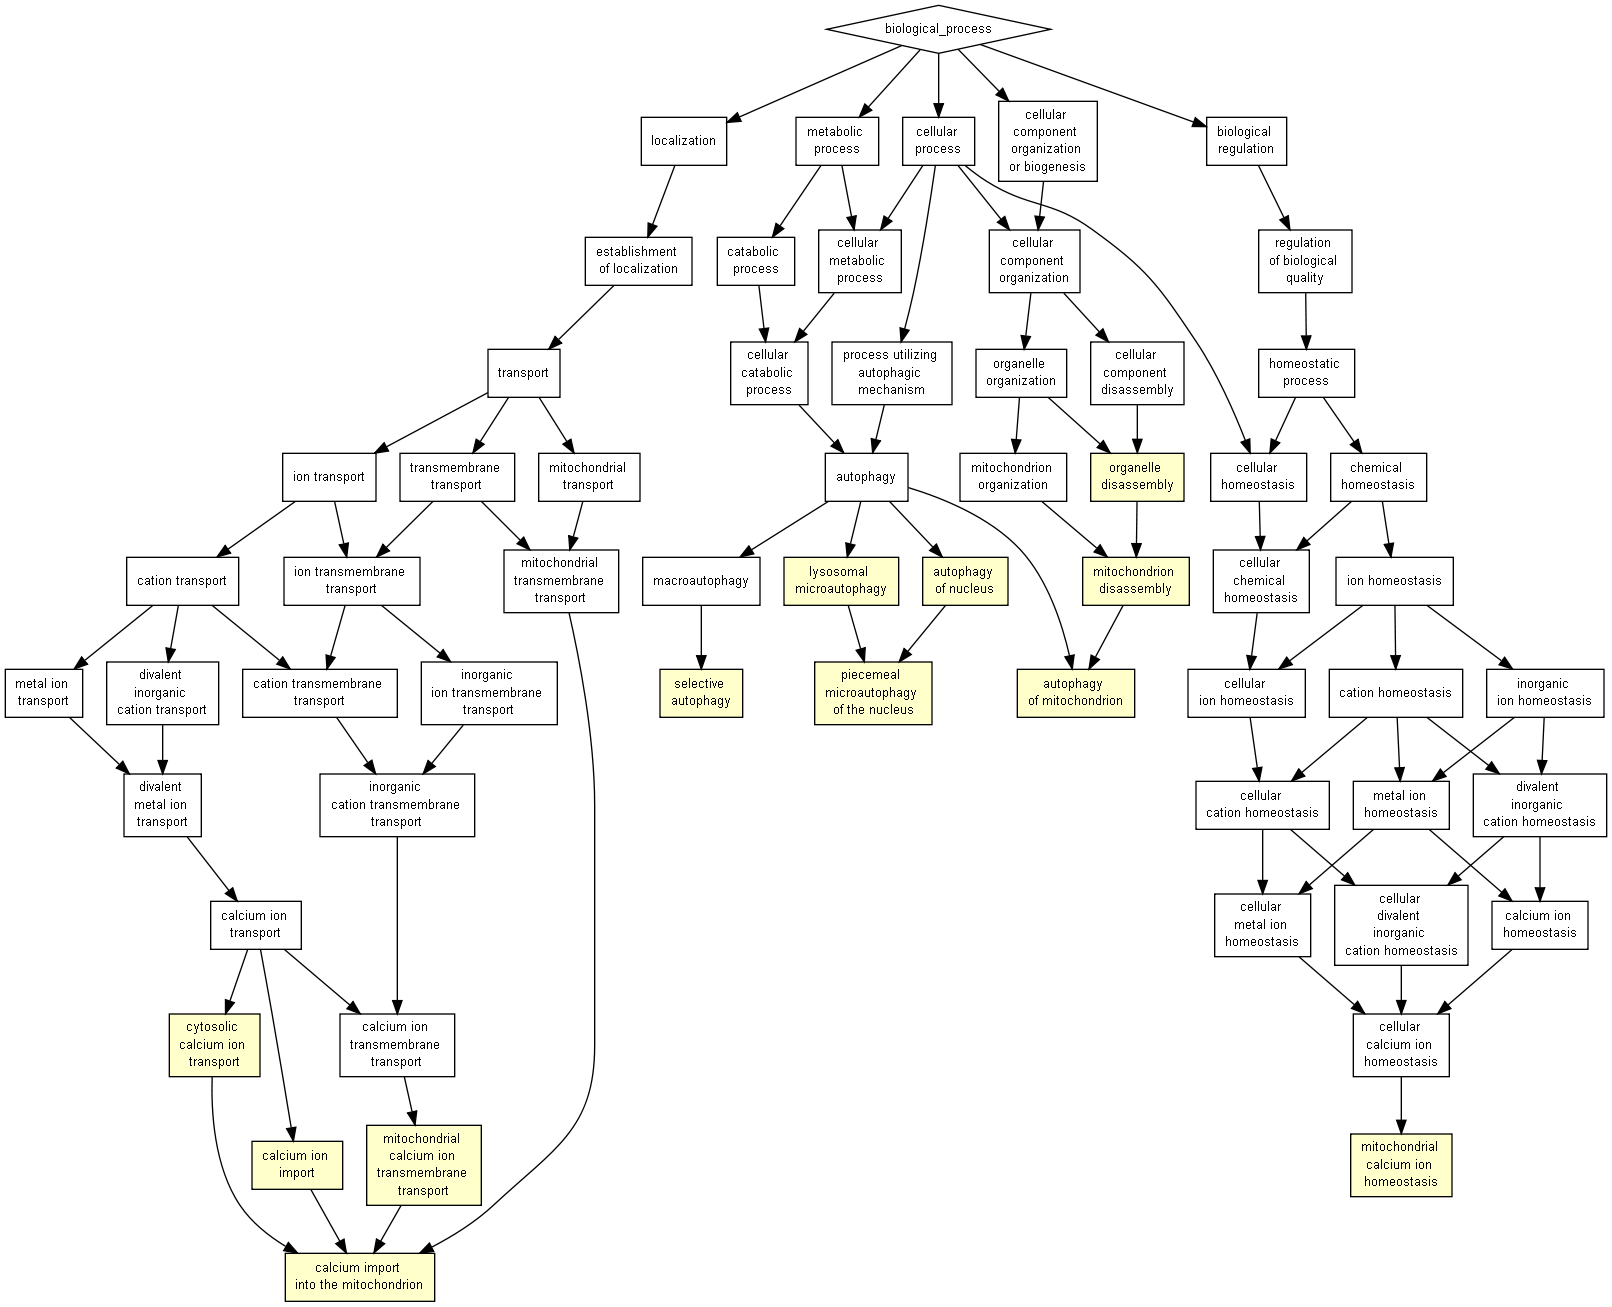 biological_process
localization
metabolic
process
cellular
process
cellular
component
organization
or biogenesis
biological
regulation
establishment
of localization
catabolic
process
cellular
metabolic
process
cellular
component
organization
regulation
of biological
quality
transport
cellular
catabolic
process
process utilizing
autophagic
mechanism
organelle
organization
cellular
component
disassembly
homeostatic
process
ion transport
transmembrane
transport
mitochondrial
transport
autophagy
mitochondrion
organization
organelle
disassembly
cellular
homeostasis
chemical
homeostasis
cation transport
ion transmembrane
transport
mitochondrial
transmembrane
transport
macroautophagy
lysosomal
microautophagy
autophagy
of nucleus
mitochondrion
disassembly
cellular
chemical
homeostasis
ion homeostasis
metal ion
transport
divalent
inorganic
cation transport
cation transmembrane
transport
inorganic
ion transmembrane
transport
selective
autophagy
piecemeal
microautophagy
of the nucleus
autophagy
of mitochondrion
cellular
ion homeostasis
cation homeostasis
inorganic
ion homeostasis
divalent
metal ion
transport
inorganic
cation transmembrane
transport
cellular
cation homeostasis
metal ion
homeostasis
divalent
inorganic
cation homeostasis
calcium ion
transport
cellular
metal ion
homeostasis
cellular
divalent
inorganic
cation homeostasis
calcium ion
homeostasis
cytosolic
calcium ion
transport
calcium ion
transmembrane
transport
cellular
calcium ion
homeostasis
calcium ion
import
mitochondrial
calcium ion
transmembrane
transport
mitochondrial
calcium ion
homeostasis
calcium import
into the mitochondrion